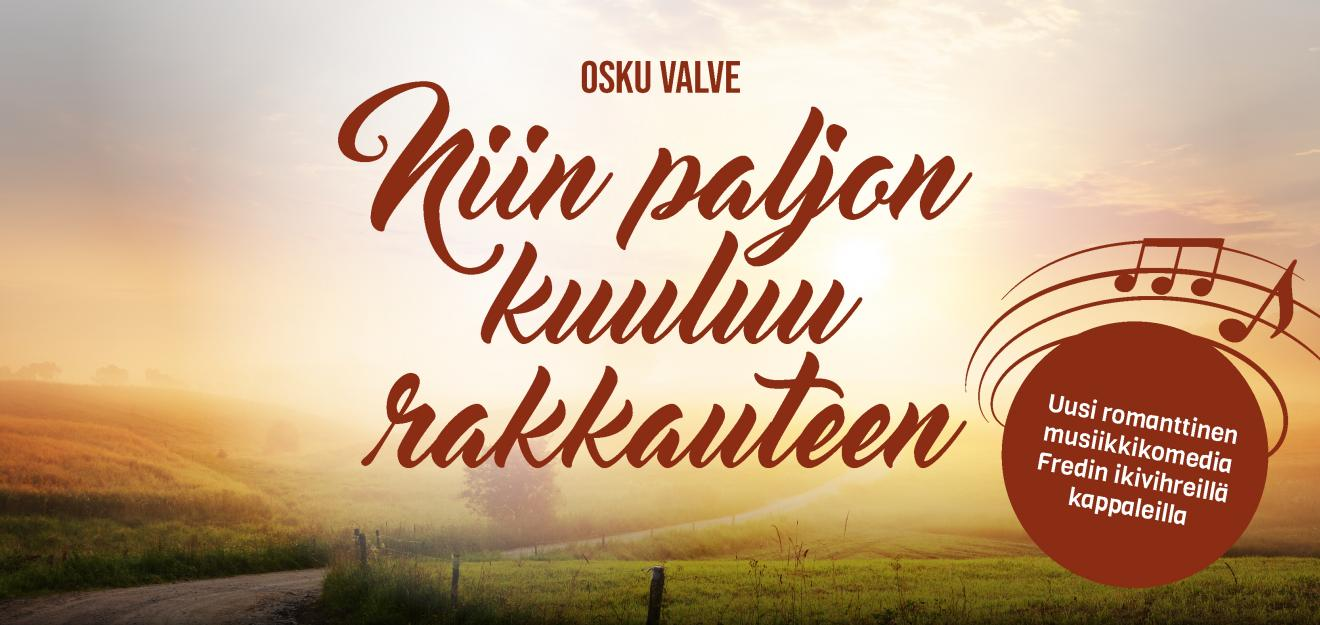 OSKU VALVE
Niin paljon
kuuluu
rakkauteen
Uusi romanttinen
musiikkikomedia
Fredin ikivihreillä
kappaleilla